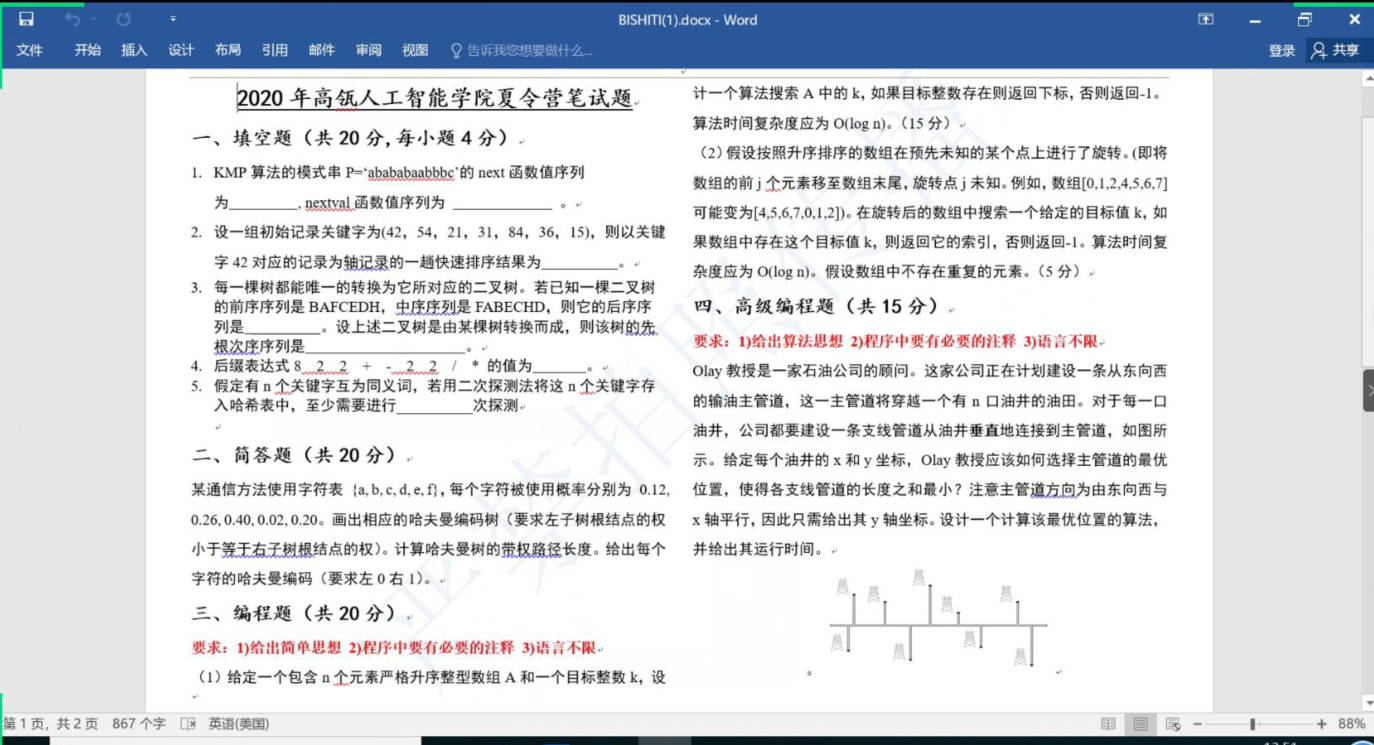 BISHITI(1).docx - Word
文件 开始 插入 设计 布局 引用 邮件 审阅 视图 告诉我您想要做什么... 登录 共享
2020 年高瓴人工智能学院夏令营笔试题
一、填空题（共 20 分,每小题 4 分）
1. KMP 算法的模式串 P=‘abababaabbbc’的 next 函数值序列
为_________, nextval 函数值序列为 _____________ 。
2. 设一组初始记录关键字为(42，54，21，31，84，36，15)，则以关键
字 42 对应的记录为轴记录的一趟快速排序结果为__________。
3. 每一棵树都能唯一的转换为它所对应的二叉树。若已知一棵二叉树
的前序序列是 BAFCEDH，中序序列是 FABECHD，则它的后序序
列是__________。设上述二叉树是由某棵树转换而成，则该树的先
根次序序列是_____________________。
4. 后缀表达式 8 2 2 + - 2 2 / * 的值为_______。
5. 假定有 n 个关键字互为同义词，若用二次探测法将这 n 个关键字存
入哈希表中，至少需要进行__________次探测
二、简答题（共 20 分）
某通信方法使用字符表 {a, b, c, d, e, f}，每个字符被使用概率分别为 0.12,
0.26, 0.40, 0.02, 0.20。画出相应的哈夫曼编码树（要求左子树根结点的权
小于等于右子树根结点的权）。计算哈夫曼树的带权路径长度。给出每个
字符的哈夫曼编码（要求左 0 右 1）。
三、编程题（共 20 分）
要求：1)给出简单思想 2)程序中要有必要的注释 3)语言不限
（1）给定一个包含 n 个元素严格升序整型数组 A 和一个目标整数 k，设
计一个算法搜索 A 中的 k，如果目标整数存在则返回下标，否则返回-1。
算法时间复杂度应为 O(log n)。（15 分）
（2）假设按照升序排序的数组在预先未知的某个点上进行了旋转。(即将
数组的前 j 个元素移至数组末尾，旋转点 j 未知。例如，数组[0,1,2,4,5,6,7]
可能变为[4,5,6,7,0,1,2])。在旋转后的数组中搜索一个给定的目标值 k，如
果数组中存在这个目标值 k，则返回它的索引，否则返回-1。算法时间复
杂度应为 O(log n)。假设数组中不存在重复的元素。（5 分）
四、高级编程题（共 15 分）
要求：1)给出算法思想 2)程序中要有必要的注释 3)语言不限
Olay 教授是一家石油公司的顾问。这家公司正在计划建设一条从东向西
的输油主管道，这一主管道将穿越一个有 n 口油井的油田。对于每一口
油井，公司都要建设一条支线管道从油井垂直地连接到主管道，如图所
示。给定每个油井的 x 和 y 坐标，Olay 教授应该如何选择主管道的最优
位置，使得各支线管道的长度之和最小？注意主管道方向为由东向西与
x 轴平行，因此只需给出其 y 轴坐标。设计一个计算该最优位置的算法，
并给出其运行时间。
。
第 1 页，共 2 页 867 个字 英语(美国) 88%